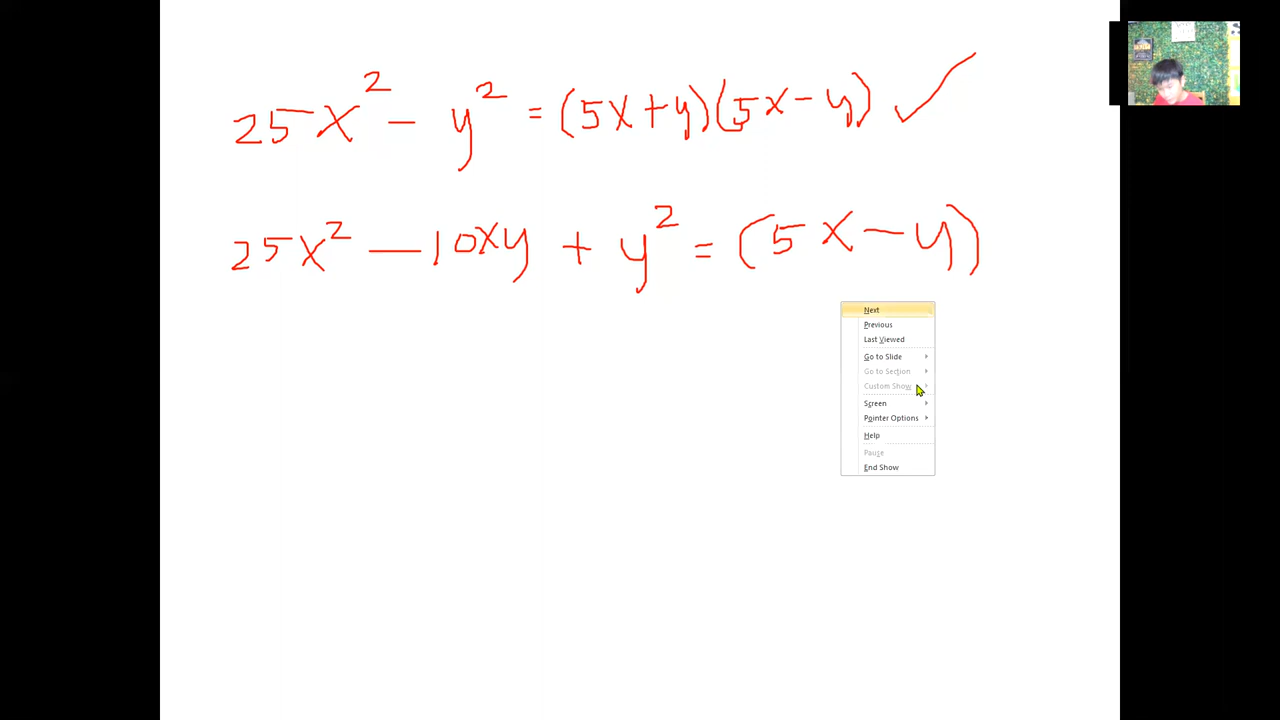 25x² - y² = (5x+y)(5x-y) ✓
25x² - 10xy + y² = (5x-y)
Next
Previous
Last Viewed
Go to Slide
Go to Section
Custom Show
Screen
Pointer Options
Help
Pause
End Show